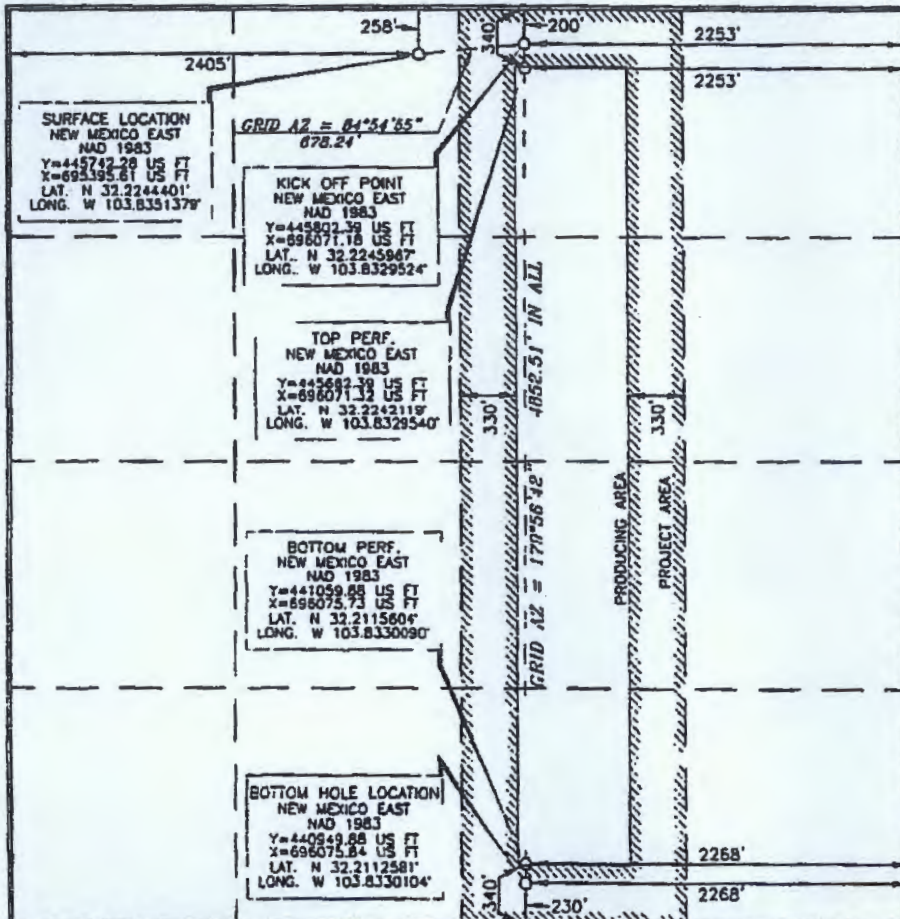 258'
340'
200'
2253'
2405'
2253'
SURFACE LOCATION
NEW MEXICO EAST
NAD 1983
Y=445742.28 US FT
X=695395.61 US FT
LAT. N 32.2244401°
LONG. W 103.8351379°
GRID AZ = 84°54'55"
678.24'
KICK OFF POINT
NEW MEXICO EAST
NAD 1983
Y=445802.39 US FT
X=696071.18 US FT
LAT. N 32.2245967°
LONG. W 103.8329524°
TOP PERF.
NEW MEXICO EAST
NAD 1983
Y=445682.39 US FT
X=696071.32 US FT
LAT. N 32.2242119°
LONG. W 103.8329540°
GRID AZ = 179°56'42"
4852.51' IN ALL
330'
330'
PRODUCING AREA
PROJECT AREA
BOTTOM PERF.
NEW MEXICO EAST
NAD 1983
Y=441059.88 US FT
X=696075.73 US FT
LAT. N 32.2115604°
LONG. W 103.8330090°
BOTTOM HOLE LOCATION
NEW MEXICO EAST
NAD 1983
Y=440949.88 US FT
X=696075.84 US FT
LAT. N 32.2112581°
LONG. W 103.8330104°
2268'
2268'
340'
230'